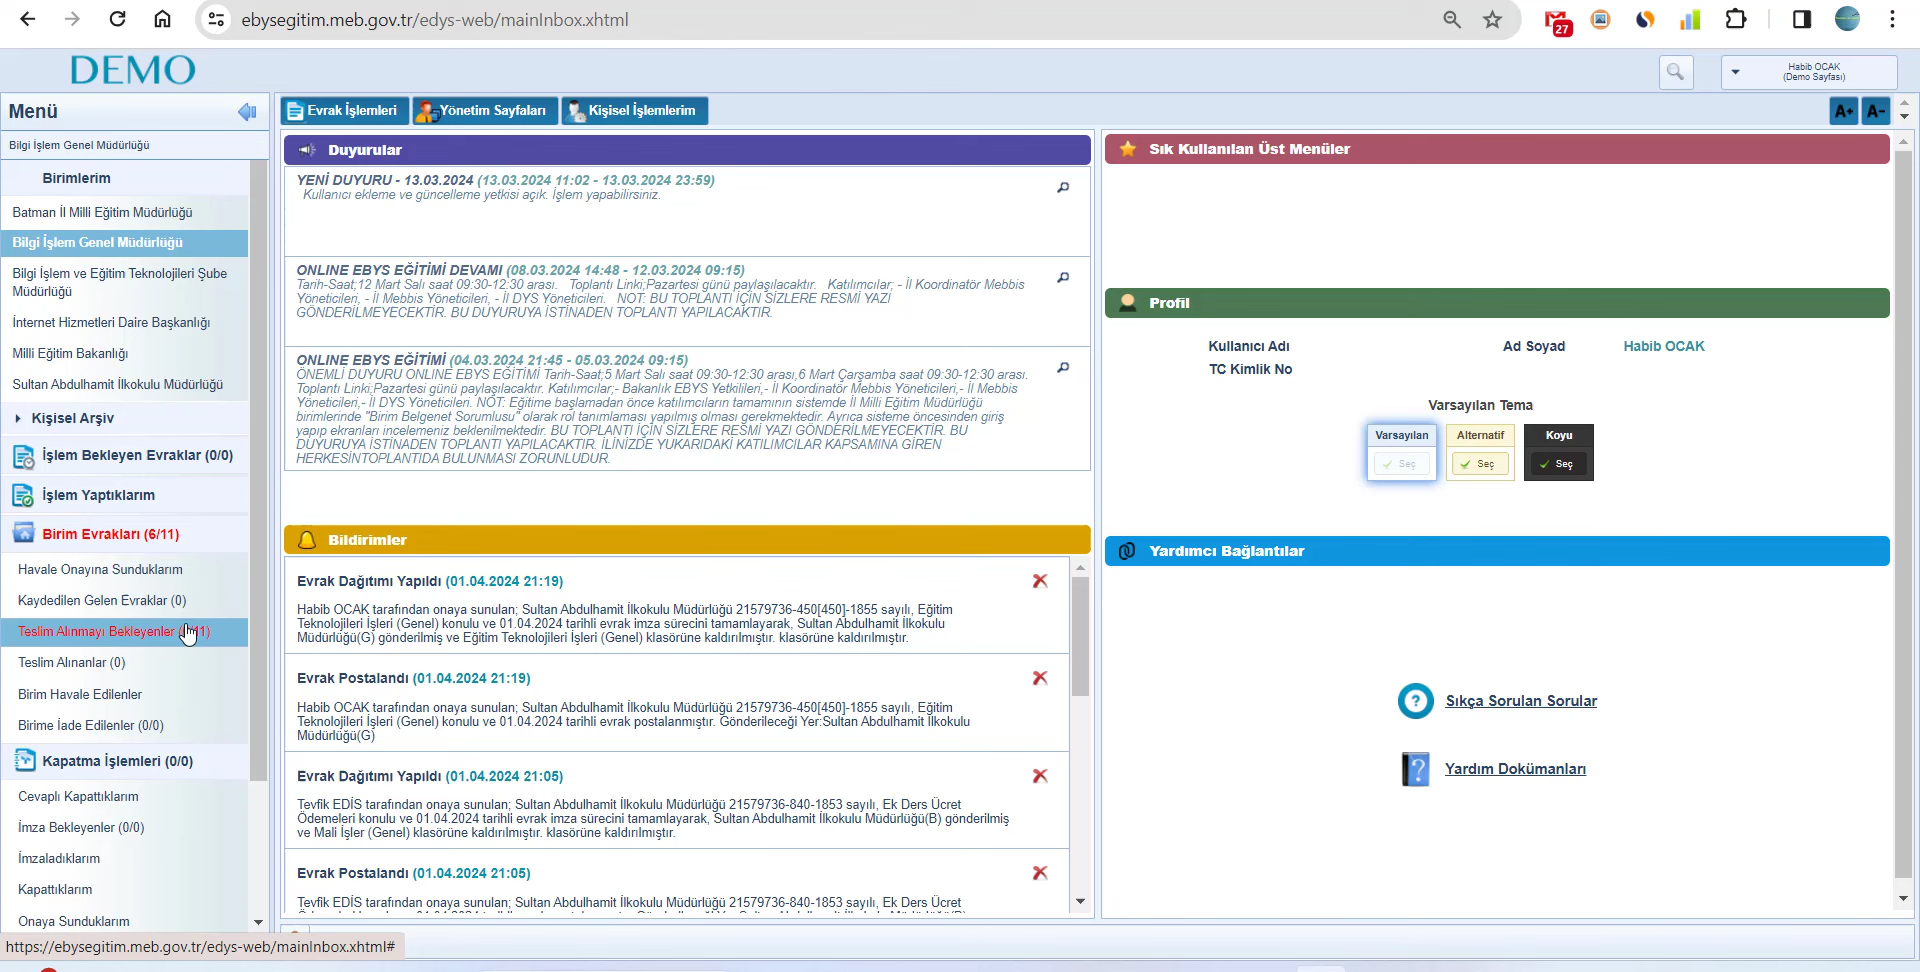 ebysegitim.meb.gov.tr/edys-web/mainInbox.xhtml
27
DEMO
Habib OCAK
(Demo Sayfası)
Menü
Bilgi İşlem Genel Müdürlüğü
Birimlerim
Batman İl Milli Eğitim Müdürlüğü
Bilgi İşlem Genel Müdürlüğü
Bilgi İşlem ve Eğitim Teknolojileri Şube
Müdürlüğü
İnternet Hizmetleri Daire Başkanlığı
Milli Eğitim Bakanlığı
Sultan Abdulhamit İlkokulu Müdürlüğü
Kişisel Arşiv
İşlem Bekleyen Evraklar (0/0)
İşlem Yaptıklarım
Birim Evrakları (6/11)
Havale Onayına Sunduklarım
Kaydedilen Gelen Evraklar (0)
Teslim Alınmayı Bekleyenler
Teslim Alınanlar (0)
Birim Havale Edilenler
Birime İade Edilenler (0/0)
Kapatma İşlemleri (0/0)
Cevaplı Kapattıklarım
İmza Bekleyenler (0/0)
İmzaladıklarım
Kapattıklarım
Onaya Sunduklarım
https://ebysegitim.meb.gov.tr/edys-web/mainInbox.xhtml#
Evrak İşlemleri
Yönetim Sayfaları
Kişisel İşlemlerim
A+
A-
Duyurular
YENİ DUYURU - 13.03.2024 (13.03.2024 11:02 - 13.03.2024 23:59)
Kullanıcı ekleme ve güncelleme yetkisi açık. İşlem yapabilirsiniz.
ONLINE EBYS EĞİTİMİ DEVAMI (08.03.2024 14:48 - 12.03.2024 09:15)
Tarih-Saat;12 Mart Salı saat 09:30-12:30 arası. Toplantı Linki;Pazartesi günü paylaşılacaktır. Katılımcılar; - İl Koordinatör Mebbis
Yöneticileri, - İl Mebbis Yöneticileri, - İl DYS Yöneticileri. NOT: BU TOPLANTI İÇİN SİZLERE RESMİ YAZI
GÖNDERİLMEYECEKTİR. BU DUYURUYA İSTİNADEN TOPLANTI YAPILACAKTIR.
ONLINE EBYS EĞİTİMİ (04.03.2024 21:45 - 05.03.2024 09:15)
ÖNEMLİ DUYURU ONLINE EBYS EĞİTİMİ Tarih-Saat;5 Mart Salı saat 09:30-12:30 arası,6 Mart Çarşamba saat 09:30-12:30 arası.
Toplantı Linki;Pazartesi günü paylaşılacaktır. Katılımcılar;- Bakanlık EBYS Yetkilileri,- İl Koordinatör Mebbis Yöneticileri,- İl Mebbis
Yöneticileri,- İl DYS Yöneticileri. NOT: Eğitime başlamadan önce katılımcıların tamamının sistemde İl Milli Eğitim Müdürlüğü
birimlerinde "Birim Belgenet Sorumlusu" olarak rol tanımlaması yapılmış olması gerekmektedir. Ayrıca sisteme öncesinden giriş
yapıp ekranları incelemeniz beklenilmektedir. BU TOPLANTI İÇİN SİZLERE RESMİ YAZI GÖNDERİLMEYECEKTİR. BU
DUYURUYA İSTİNADEN TOPLANTI YAPILACAKTIR. İLİNİZDE YUKARIDAKİ KATILIMCILAR KAPSAMINA GİREN
HERKESİNTOPLANTIDA BULUNMASI ZORUNLUDUR.
Bildirimler
Evrak Dağıtımı Yapıldı (01.04.2024 21:19)
Habib OCAK tarafından onaya sunulan; Sultan Abdulhamit İlkokulu Müdürlüğü 21579736-450[450]-1855 sayılı, Eğitim
Teknolojileri İşleri (Genel) konulu ve 01.04.2024 tarihli evrak imza sürecini tamamlayarak, Sultan Abdulhamit İlkokulu
Müdürlüğü(G) gönderilmiş ve Eğitim Teknolojileri İşleri (Genel) klasörüne kaldırılmıştır. klasörüne kaldırılmıştır.
Evrak Postalandı (01.04.2024 21:19)
Habib OCAK tarafından onaya sunulan; Sultan Abdulhamit İlkokulu Müdürlüğü 21579736-450[450]-1855 sayılı, Eğitim
Teknolojileri İşleri (Genel) konulu ve 01.04.2024 tarihli evrak postalanmıştır. Gönderileceği Yer:Sultan Abdulhamit İlkokulu
Müdürlüğü(G)
Evrak Dağıtımı Yapıldı (01.04.2024 21:05)
Tevfik EDİS tarafından onaya sunulan; Sultan Abdulhamit İlkokulu Müdürlüğü 21579736-840-1853 sayılı, Ek Ders Ücret
Ödemeleri konulu ve 01.04.2024 tarihli evrak imza sürecini tamamlayarak, Sultan Abdulhamit İlkokulu Müdürlüğü(B) gönderilmiş
ve Mali İşler (Genel) klasörüne kaldırılmıştır. klasörüne kaldırılmıştır.
Evrak Postalandı (01.04.2024 21:05)
Tevfik EDİS tarafından onaya sunulan; Sultan Abdulhamit İlkokulu Müdürlüğü 21579736-840-1853 sayılı, Ek Ders Ücret
Sık Kullanılan Üst Menüler
Profil
Kullanıcı Adı
Ad Soyad
Habib OCAK
TC Kimlik No
Varsayılan Tema
Varsayılan
Alternatif
Koyu
Seç
Seç
Seç
Yardımcı Bağlantılar
Sıkça Sorulan Sorular
Yardım Dokümanları